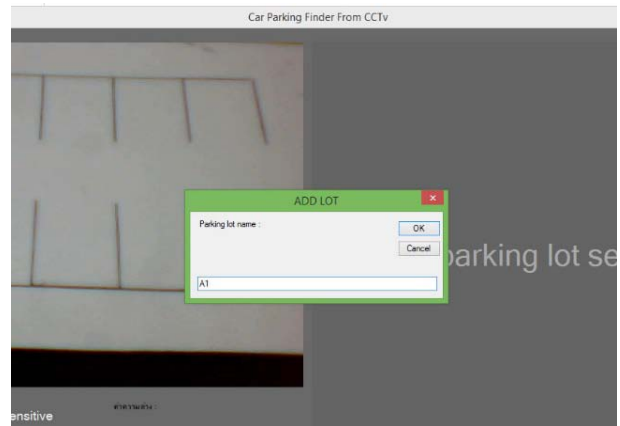 Car Parking Finder From CCTv
ADD LOT
Parking lot name :
OK
Cancel
parking lot se
A1
ensitive